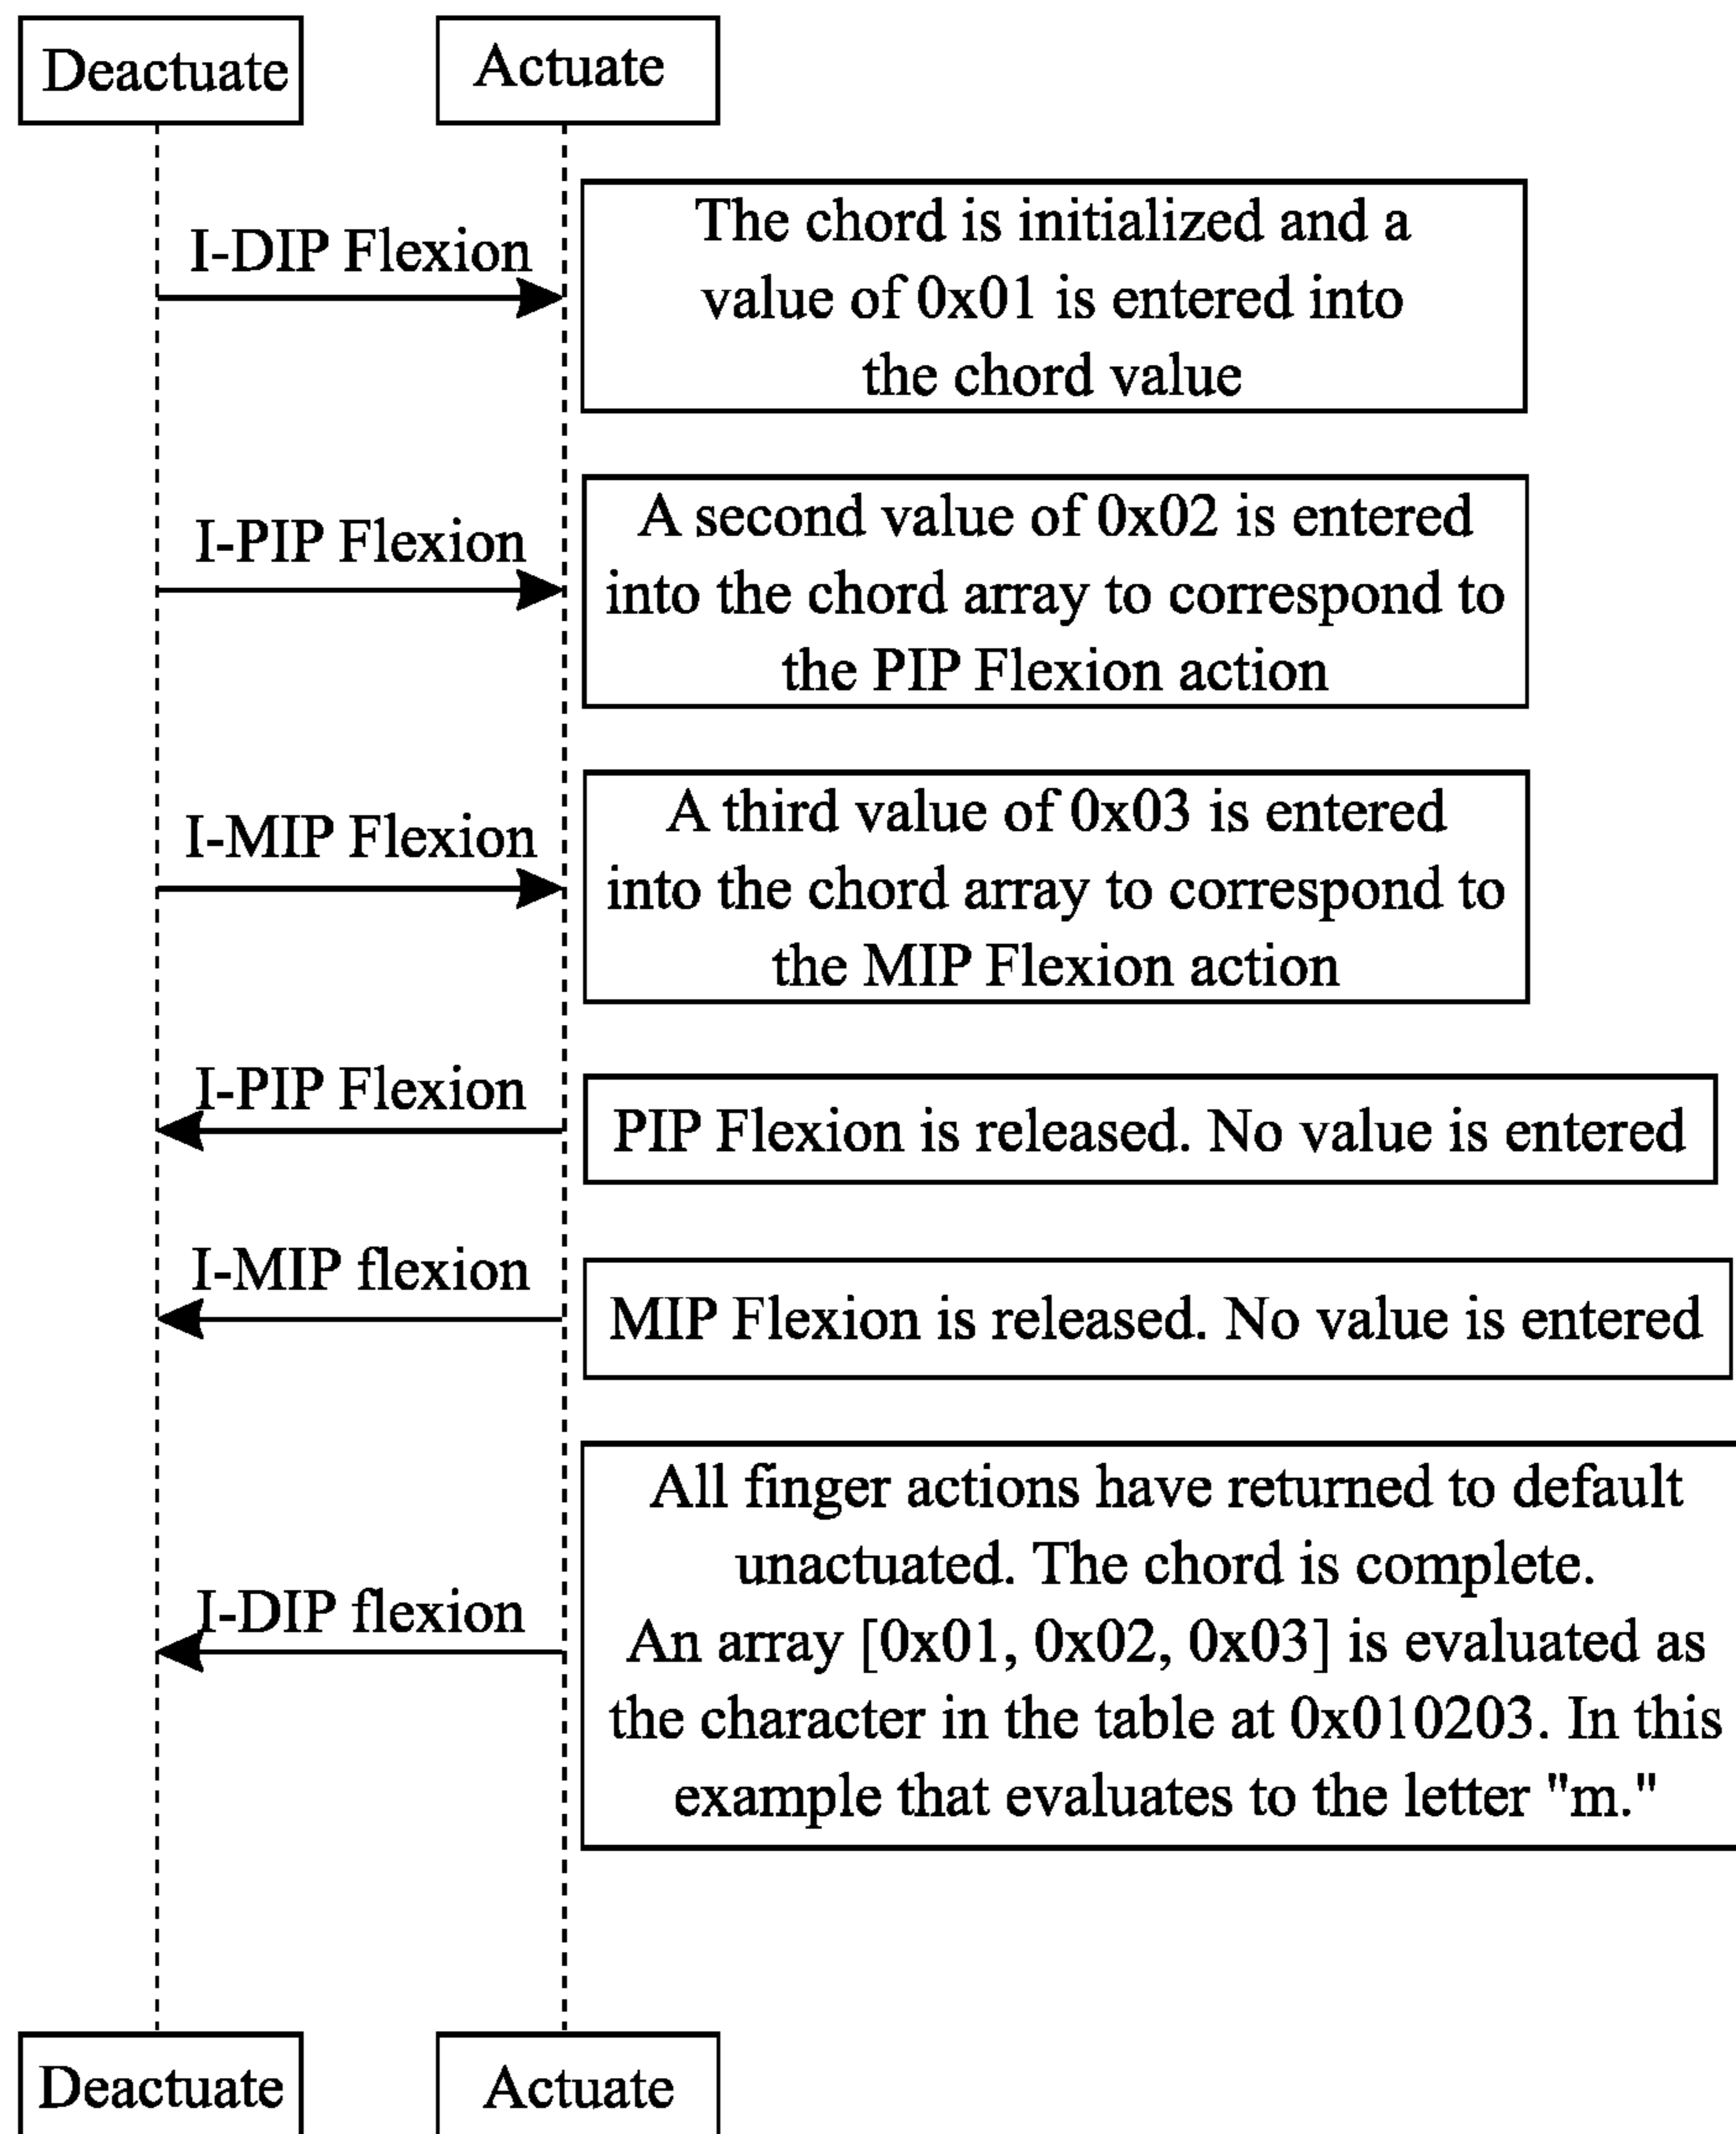 Deactuate
Actuate
I-DIP Flexion
The chord is initialized and a
value of 0x01 is entered into
the chord value
I-PIP Flexion
A second value of 0x02 is entered
into the chord array to correspond to
the PIP Flexion action
I-MIP Flexion
A third value of 0x03 is entered
into the chord array to correspond to
the MIP Flexion action
I-PIP Flexion
PIP Flexion is released. No value is entered
I-MIP flexion
MIP Flexion is released. No value is entered
I-DIP flexion
All finger actions have returned to default
unactuated. The chord is complete.
An array [0x01, 0x02, 0x03] is evaluated as
the character in the table at 0x010203. In this
example that evaluates to the letter "m."
Deactuate
Actuate